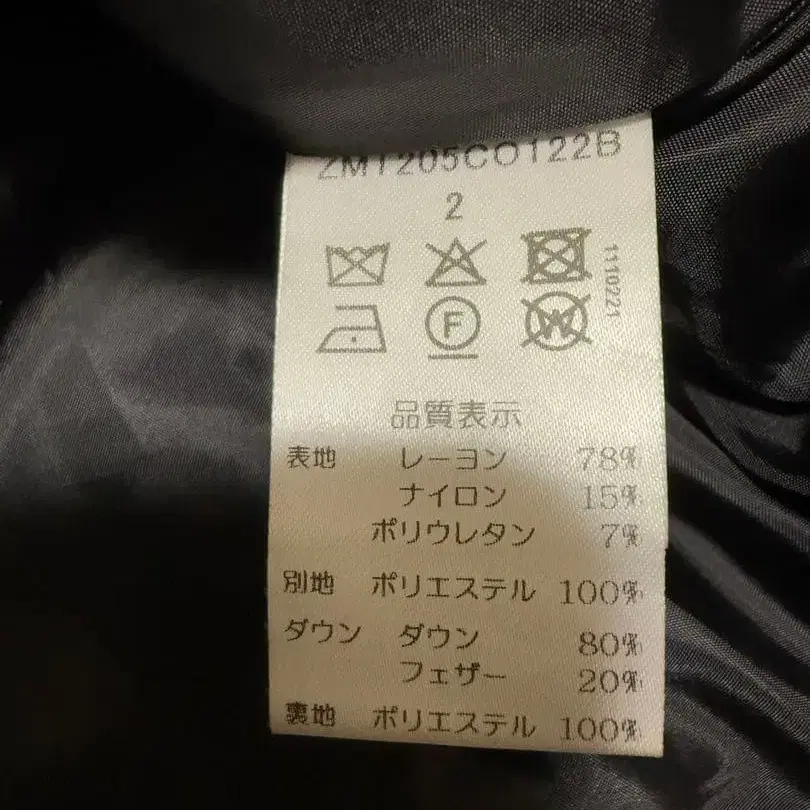 ZM1205CO122B
2
1110221
F
W
品質表示
表地 レーヨン 78%
ナイロン 15%
ポリウレタン 7%
別地 ポリエステル 100%
ダウン ダウン 80%
フェザー 20%
裏地 ポリエステル 100%